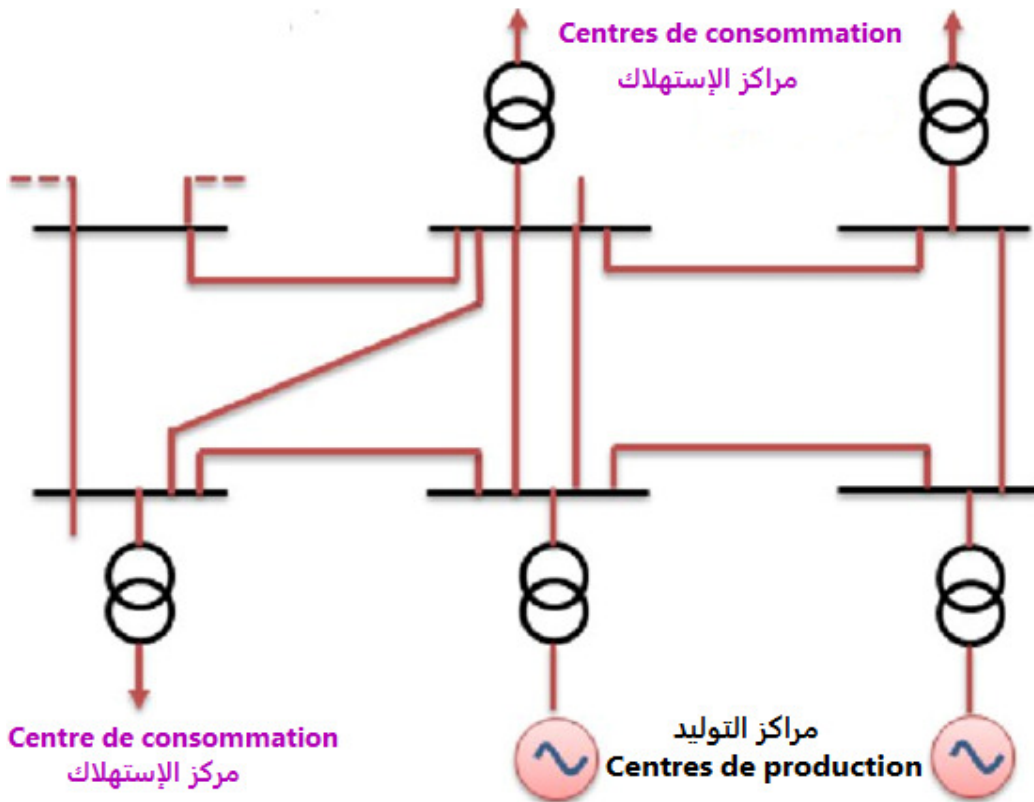 Centres de consommation
مراكز الإستهلاك
Centre de consommation
مركز الإستهلاك
مراكز التوليد
Centres de production